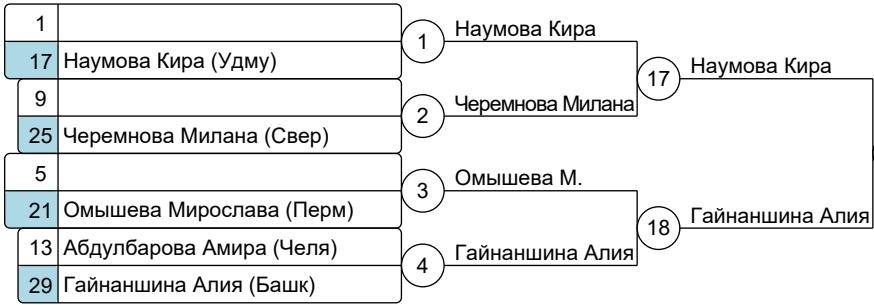 1
17 Наумова Кира (Удму)
1
Наумова Кира
9
25 Черемнова Милана (Свер)
2
Черемнова Милана
17
Наумова Кира
5
21 Омышева Мирослава (Перм)
3
Омышева М.
13 Абдулбарова Амира (Челя)
29 Гайнаншина Алия (Башк)
4
Гайнаншина Алия
18
Гайнаншина Алия